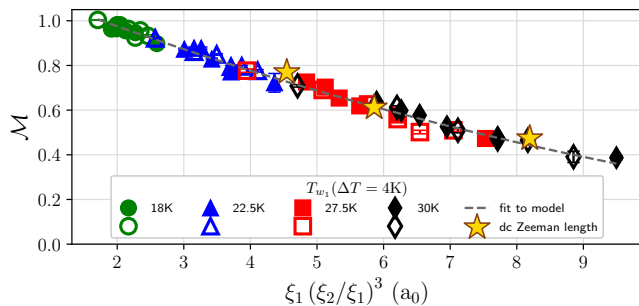 1.0
0.8
0.6
0.4
0.2
0.0
ℳ
T_{w_1}(ΔT = 4K)
18K 22.5K 27.5K 30K fit to model
dc Zeeman length
2 3 4 5 6 7 8 9
ξ₁ (ξ₂/ξ₁)³ (a₀)